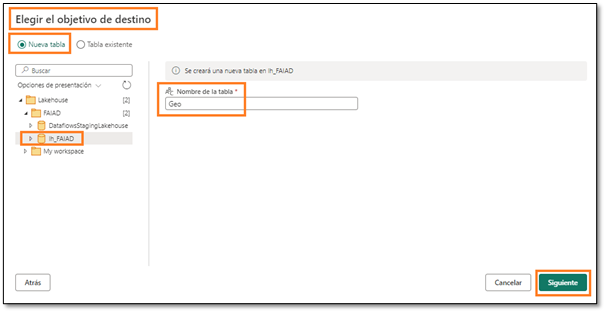 Elegir el objetivo de destino
Nueva tabla Tabla existente
Buscar
Opciones de presentación
Lakehouse [2]
FAIAD [2]
DataflowsStagingLakehouse
lh_FAIAD
My workspace
Se creará una nueva tabla en lh_FAIAD
Nombre de la tabla *
Geo
Atrás
Cancelar
Siguiente